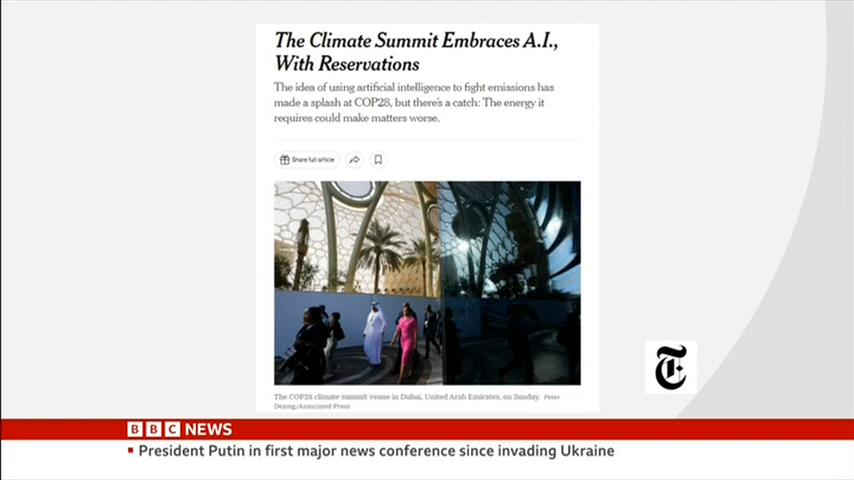 The Climate Summit Embraces A.I.,
With Reservations
The idea of using artificial intelligence to fight emissions has
made a splash at COP28, but there's a catch: The energy it
requires could make matters worse.
Share full article
The COP28 climate summit venue in Dubai, United Arab Emirates, on Sunday. Peter
Dejong/Associated Press
T
BBC NEWS
President Putin in first major news conference since invading Ukraine